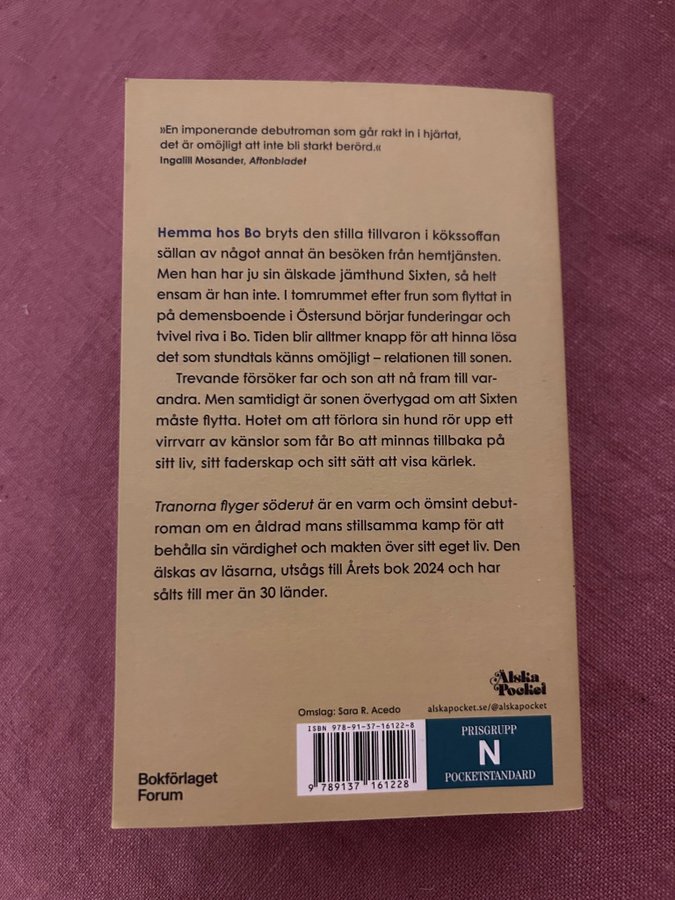 »En imponerande debutroman som går rakt in i hjärtat,
det är omöjligt att inte bli starkt berörd.«
Ingalill Mosander, Aftonbladet
Hemma hos Bo bryts den stilla tillvaron i kökssoffan
sällan av något annat än besöken från hemtjänsten.
Men han har ju sin älskade jämthund Sixten, så helt
ensam är han inte. I tomrummet efter frun som flyttat in
på demensboende i Östersund börjar funderingar och
tvivel riva i Bo. Tiden blir alltmer knapp för att hinna lösa
det som stundtals känns omöjligt – relationen till sonen.
Trevande försöker far och son att nå fram till var-
andra. Men samtidigt är sonen övertygad om att Sixten
måste flytta. Hotet om att förlora sin hund rör upp ett
virrvarr av känslor som får Bo att minnas tillbaka på
sitt liv, sitt faderskap och sitt sätt att visa kärlek.
Tranorna flyger söderut är en varm och ömsint debut-
roman om en åldrad mans stillsamma kamp för att
behålla sin värdighet och makten över sitt eget liv. Den
älskas av läsarna, utsågs till Årets bok 2024 och har
sålts till mer än 30 länder.
Älska
Pocket
Omslag: Sara R. Acedo
alskapocket.se/@alskapocket
ISBN 978-91-37-16122-8
9 789137 161228
PRISGRUPP
N
POCKETSTANDARD
Bokförlaget
Forum